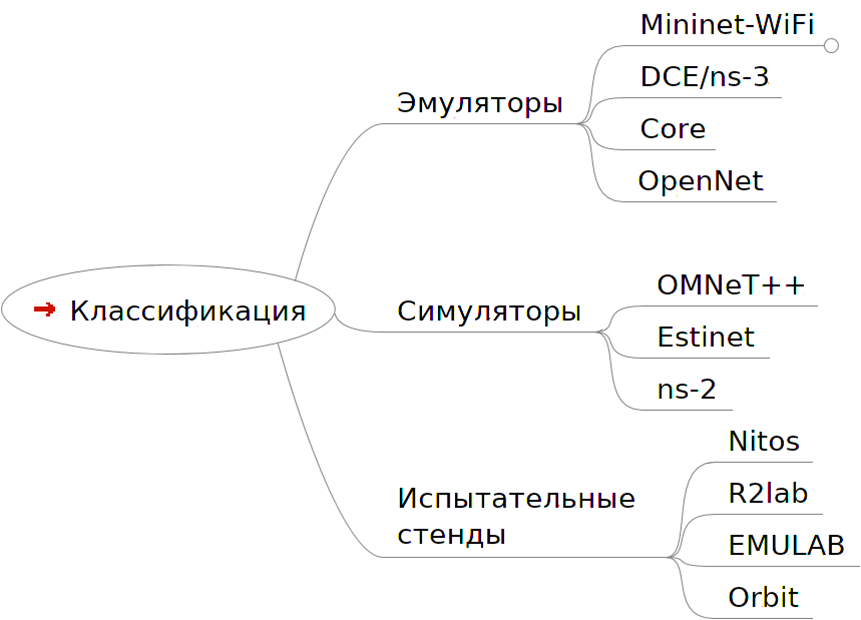 Классификация
Эмуляторы
Mininet-WiFi
DCE/ns-3
Core
OpenNet
Симуляторы
OMNeT++
Estinet
ns-2
Испытательные
стенды
Nitos
R2lab
EMULAB
Orbit